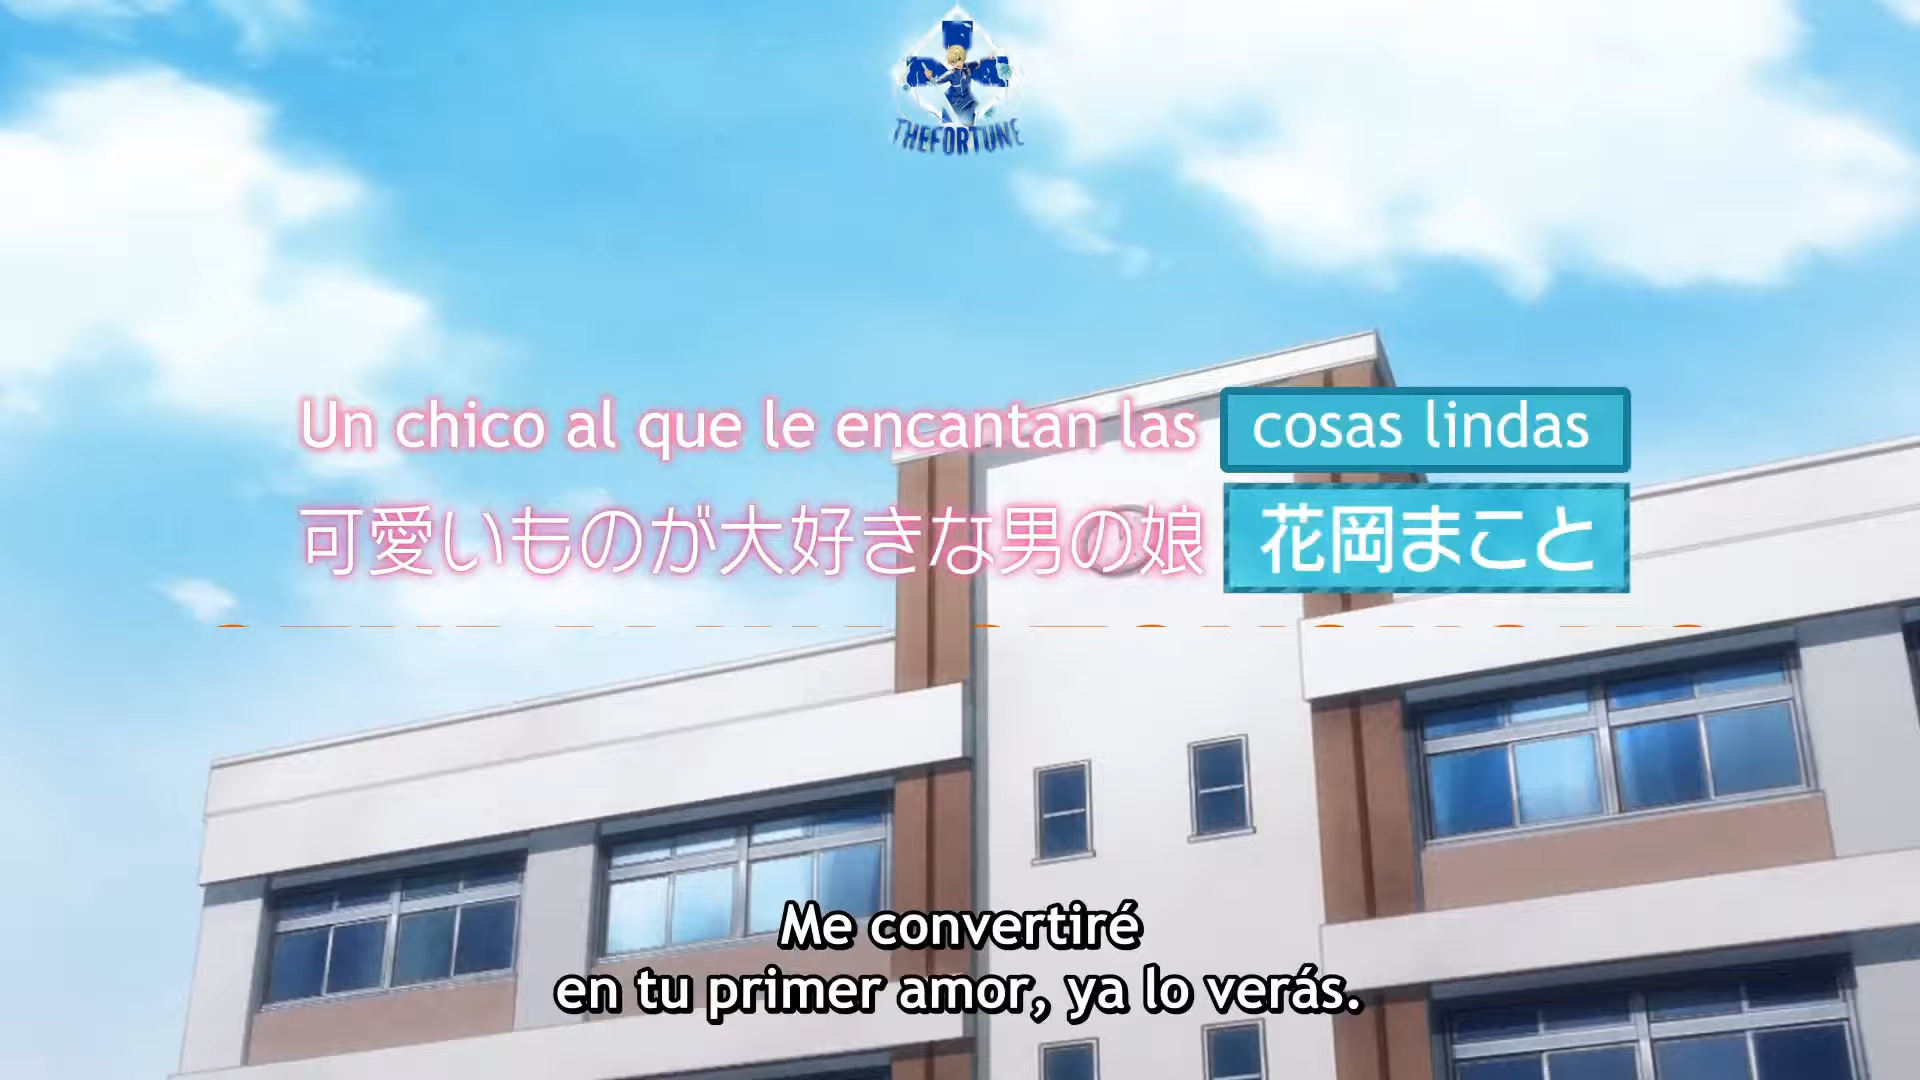 THEFORTUNE
Un chico al que le encantan las cosas lindas
可愛いものが大好きな男の娘 花岡まこと
Me convertiré
en tu primer amor, ya lo verás.